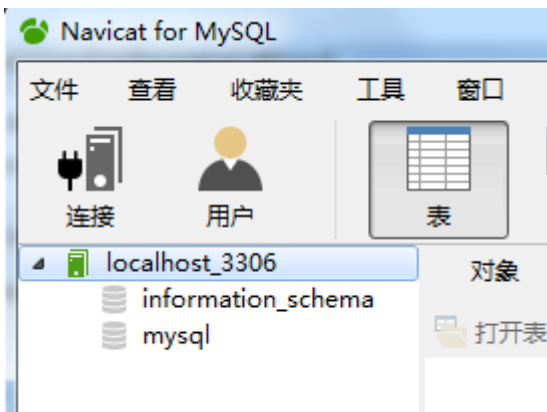 Navicat for MySQL
文件 查看 收藏夹 工具 窗口
连接 用户 表
localhost_3306 对象
information_schema
打开表
mysql